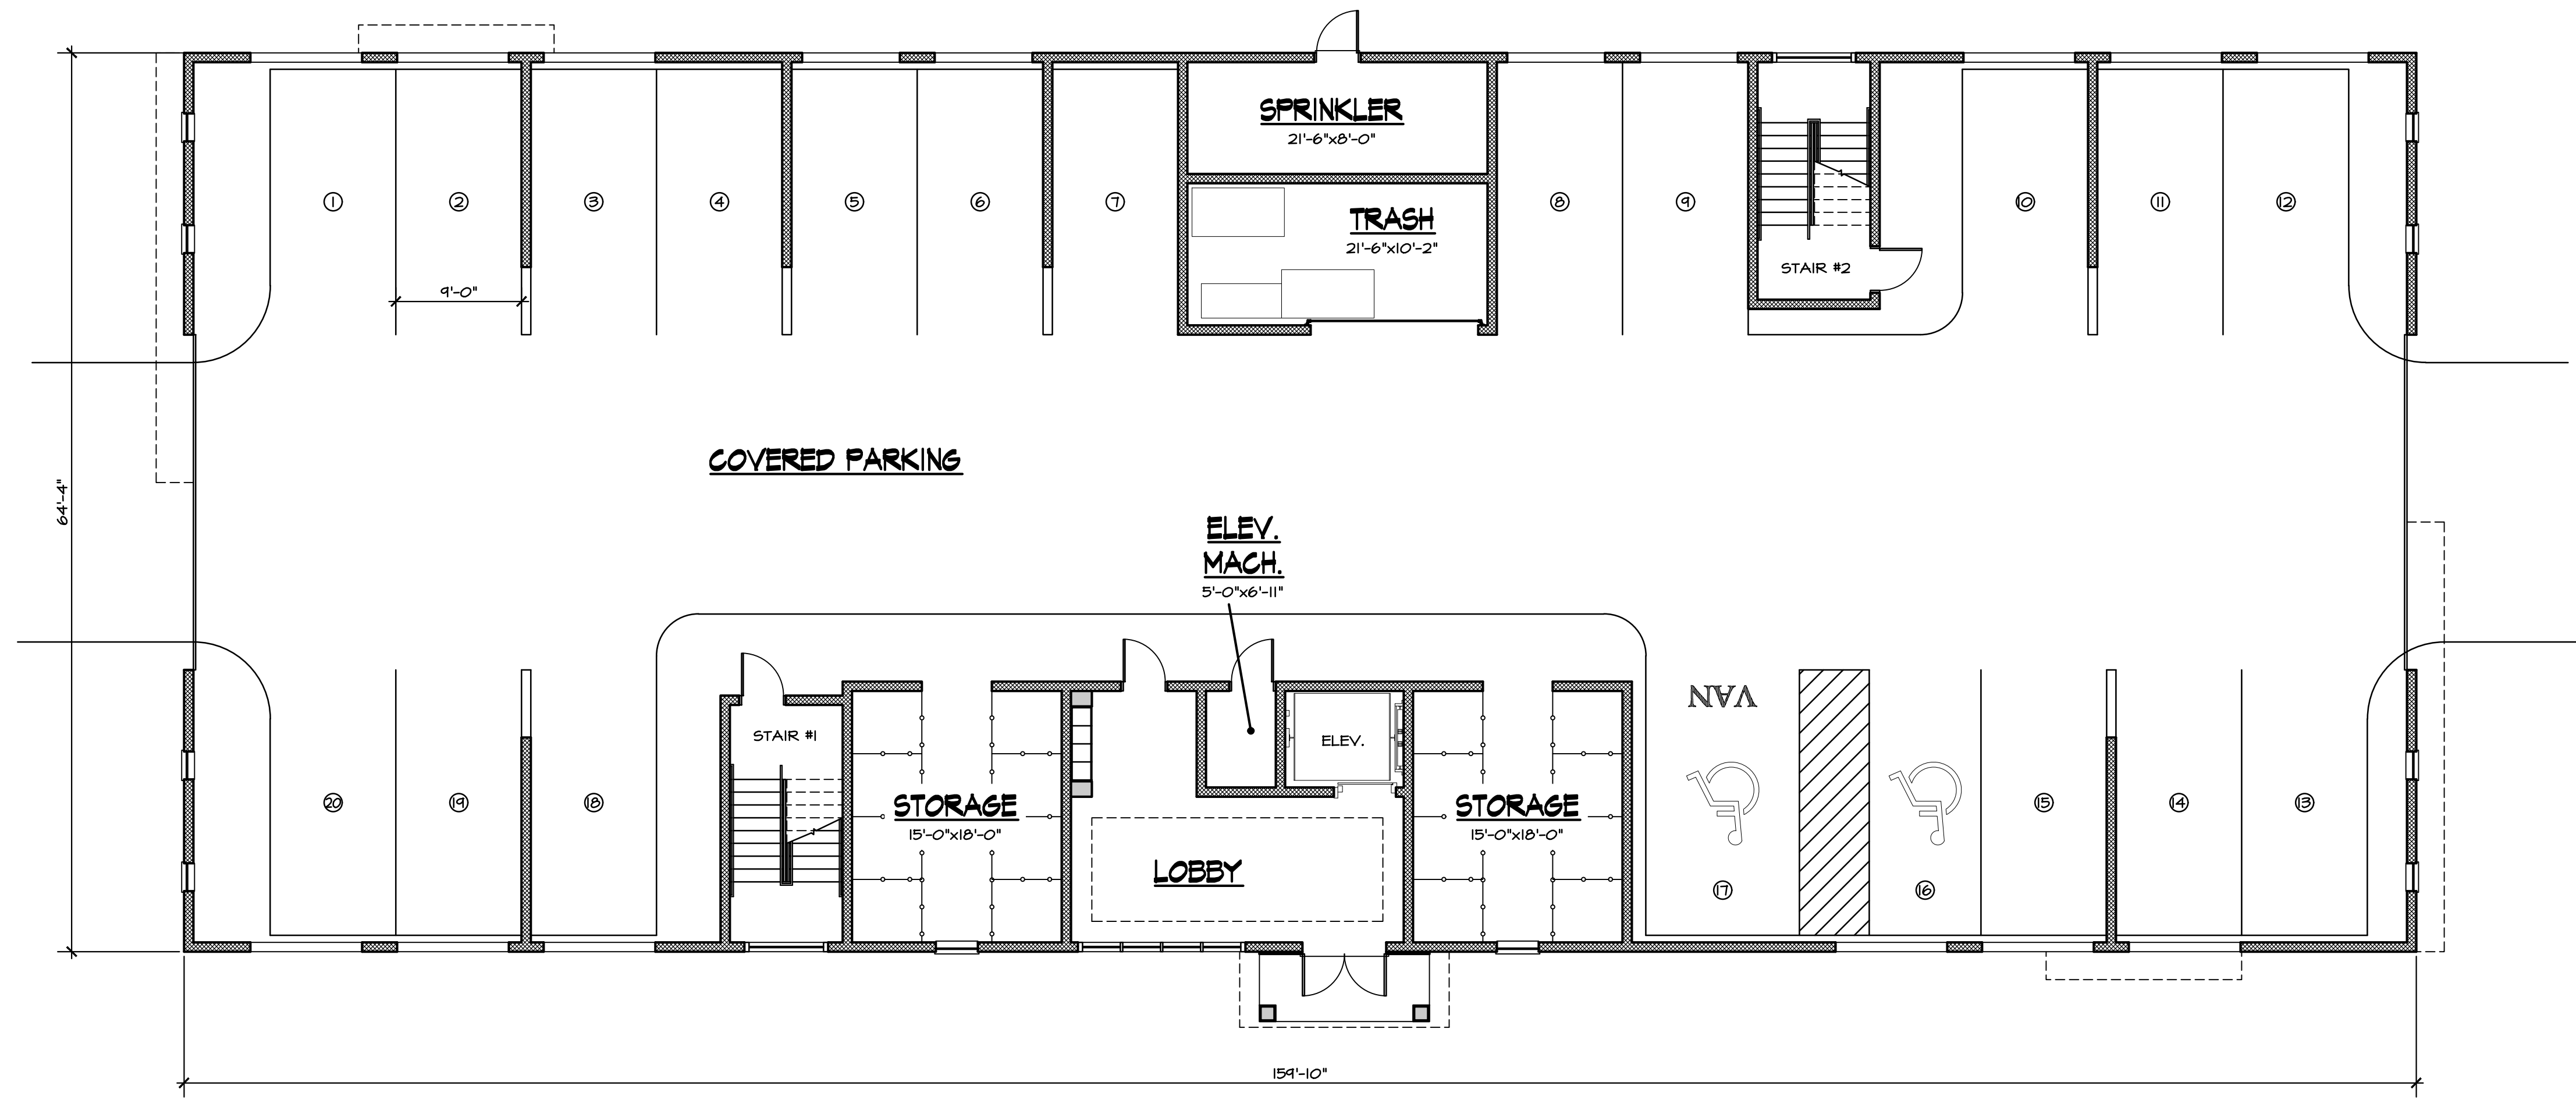 SPRINKLER
21'-6"x8'-0"
TRASH
21'-6"x10'-2"
1
2
3
4
5
6
7
8
9
10
11
12
STAIR #2
9'-0"
COVERED PARKING
64'-4"
ELEV.
MACH.
5'-0"x6'-11"
VAN
STAIR #1
ELEV.
20
19
18
STORAGE
15'-0"x18'-0"
STORAGE
15'-0"x18'-0"
15
14
13
LOBBY
17
16
159'-10"